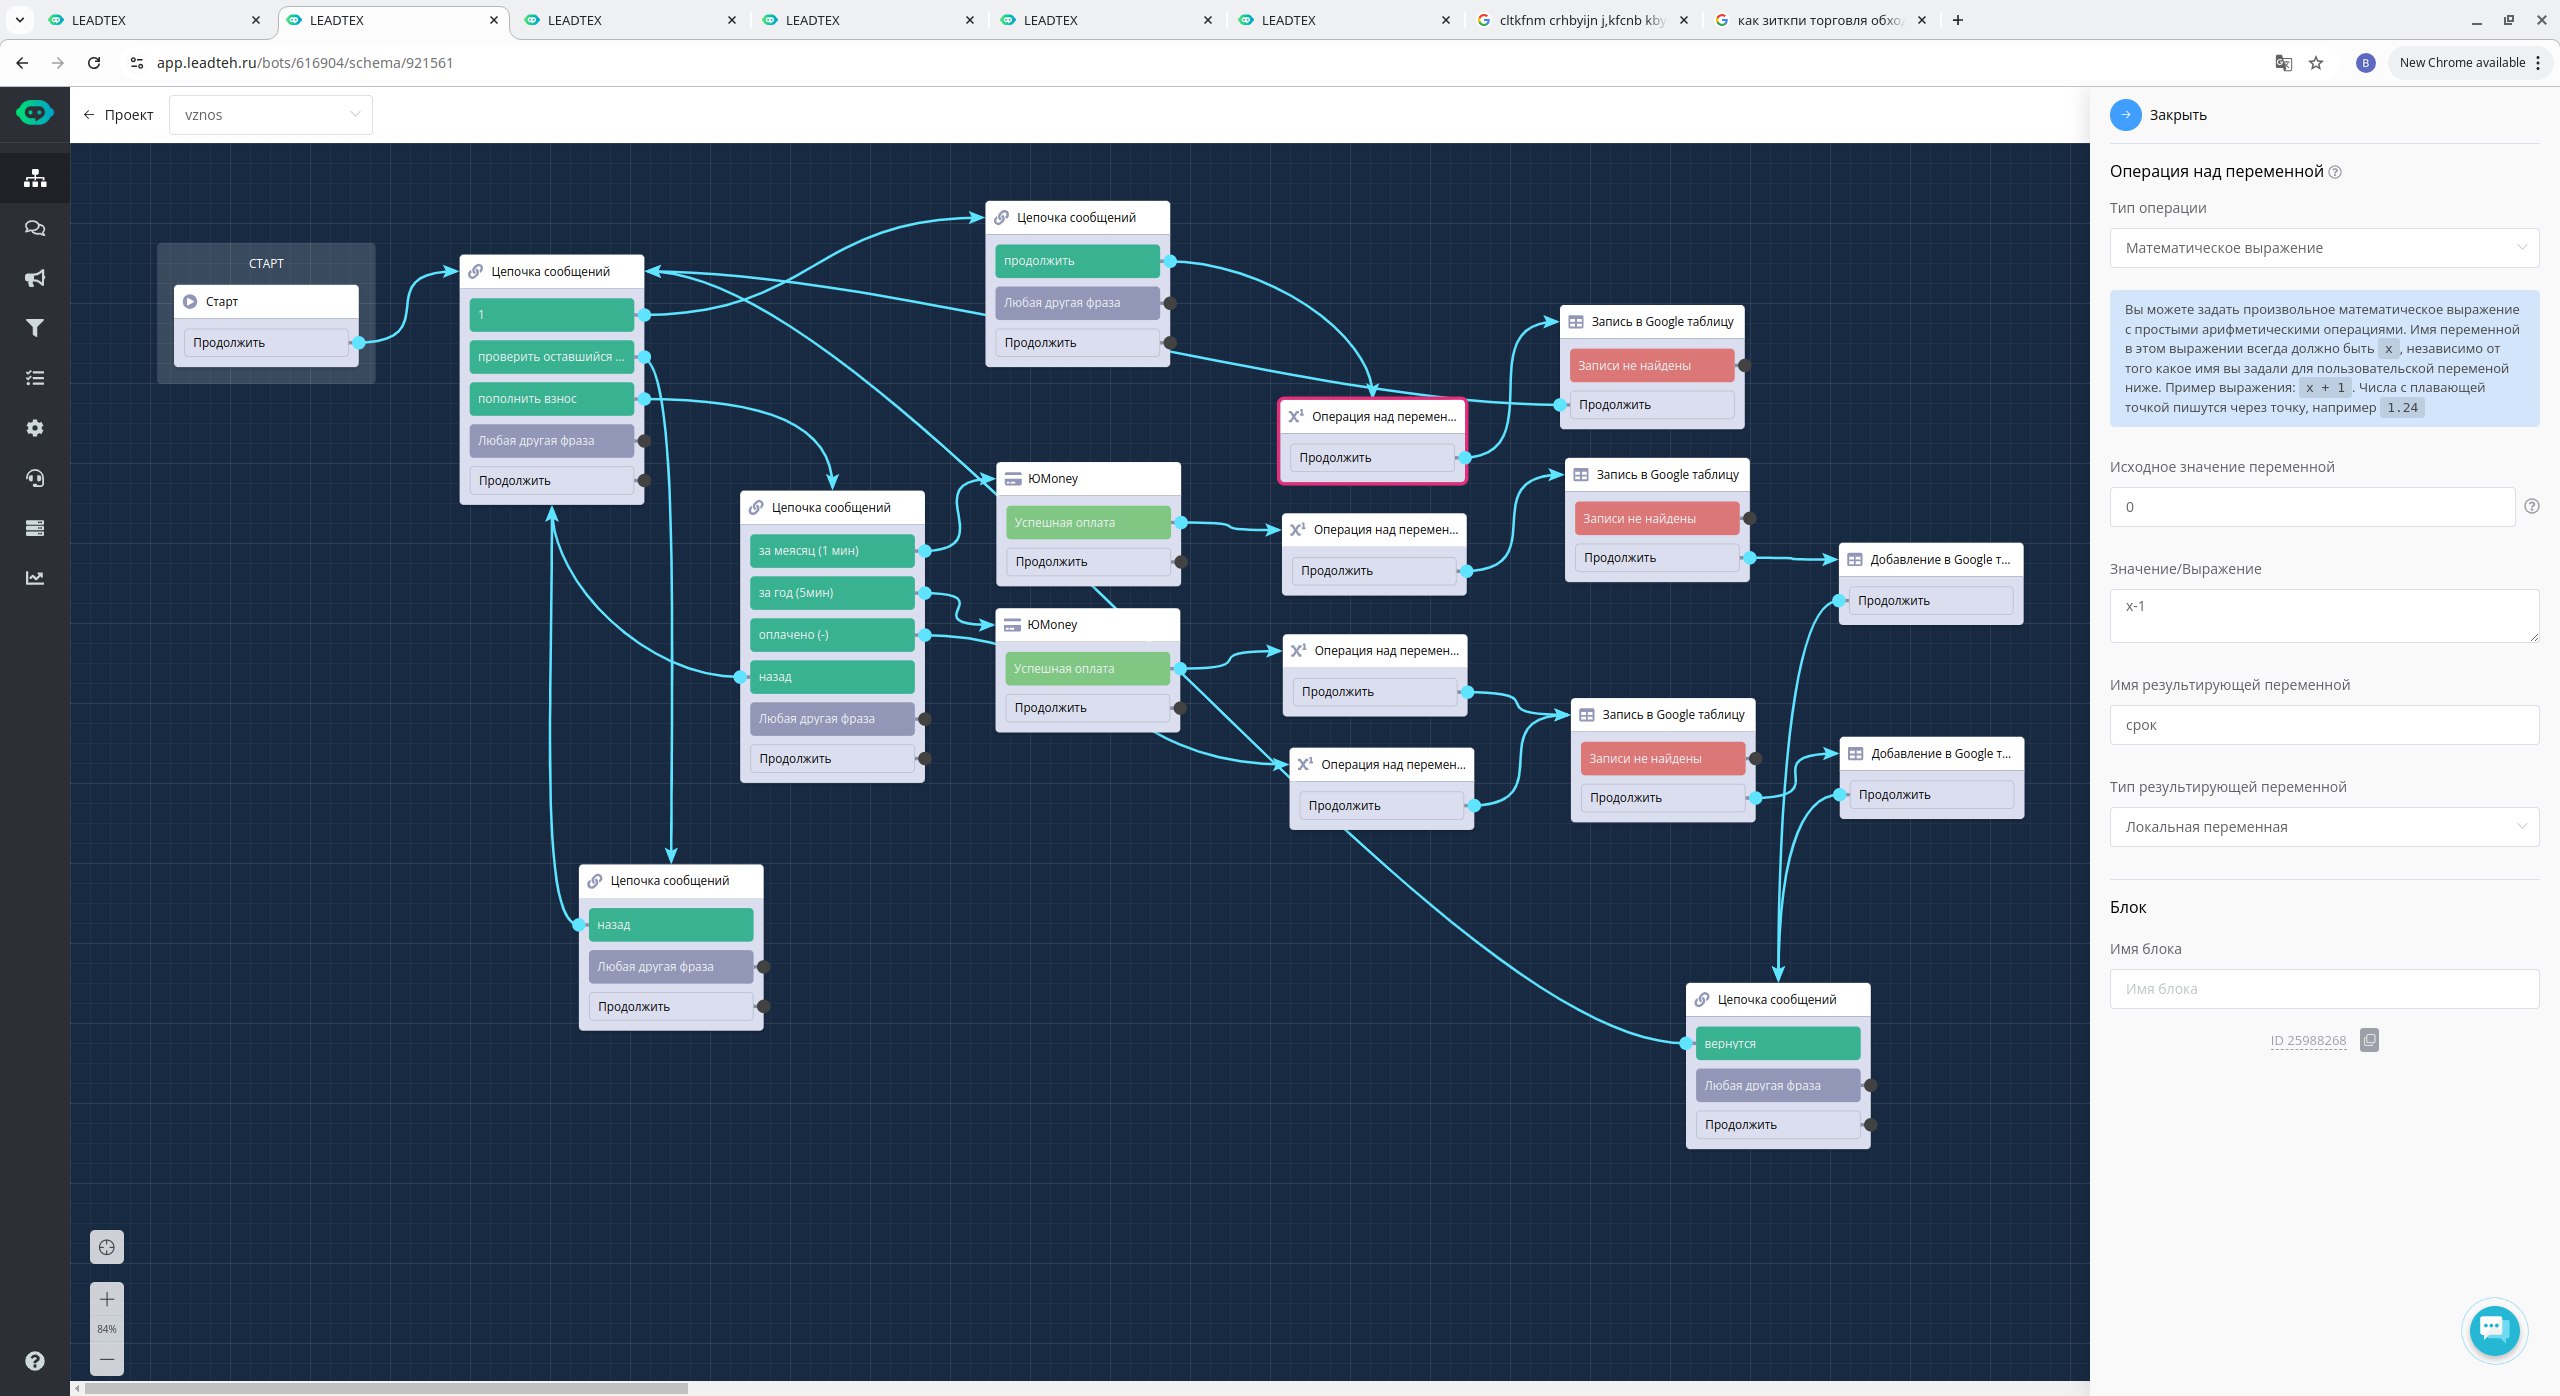 LEADTEX
LEADTEX
LEADTEX
LEADTEX
LEADTEX
LEADTEX
cltkfnm crhbyijn j,kfcnb kby
как зиткпи торговля обхо
app.leadteh.ru/bots/616904/schema/921561
B
New Chrome available
Проект
vznos
СТАРТ
Старт
Продолжить
Цепочка сообщений
1
проверить оставшийся ...
пополнить взнос
Любая другая фраза
Продолжить
Цепочка сообщений
продолжить
Любая другая фраза
Продолжить
Цепочка сообщений
за меясяц (1 мин)
за год (5мин)
оплачено (-)
назад
Любая другая фраза
Продолжить
ЮMoney
Успешная оплата
Продолжить
ЮMoney
Успешная оплата
Продолжить
X¹ Операция над перемен...
Продолжить
X¹ Операция над перемен...
Продолжить
X¹ Операция над перемен...
Продолжить
X¹ Операция над перемен...
Продолжить
Запись в Google таблицу
Записи не найдены
Продолжить
Запись в Google таблицу
Записи не найдены
Продолжить
Запись в Google таблицу
Записи не найдены
Продолжить
Добавление в Google т...
Продолжить
Добавление в Google т...
Продолжить
Цепочка сообщений
назад
Любая другая фраза
Продолжить
Цепочка сообщений
вернутся
Любая другая фраза
Продолжить
84%
Закрыть
Операция над переменной
Тип операции
Математическое выражение
Вы можете задать произвольное математическое выражение
с простыми арифметическими операциями. Имя переменной
в этом выражении всегда должно быть x , независимо от
того какое имя вы задали для пользовательской переменой
ниже. Пример выражения: x + 1 . Числа с плавающей
точкой пишутся через точку, например 1.24
Исходное значение переменной
0
Значение/Выражение
x-1
Имя результирующей переменной
срок
Тип результирующей переменной
Локальная переменная
Блок
Имя блока
Имя блока
ID 25988268